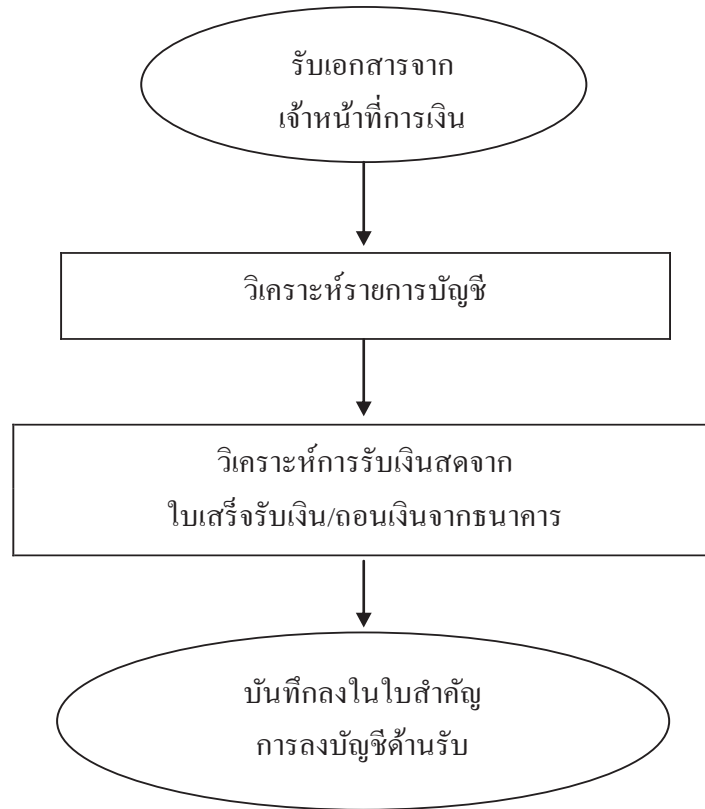 รับเอกสารจาก
เจ้าหน้าที่การเงิน
วิเคราะห์รายการบัญชี
วิเคราะห์การรับเงินสดจาก
ใบเสร็จรับเงิน/ถอนเงินจากธนาคาร
บันทึกลงในใบสำคัญ
การลงบัญชีด้านรับ